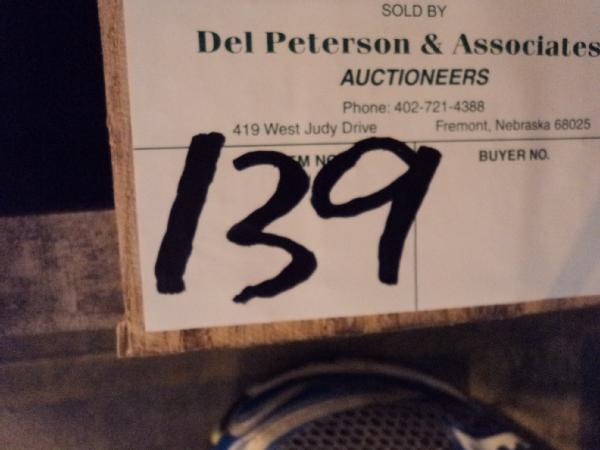 SOLD BY
Del Peterson & Associates
AUCTIONEERS
Phone: 402-721-4388
419 West Judy Drive Fremont, Nebraska 68025
BUYER NO.
139